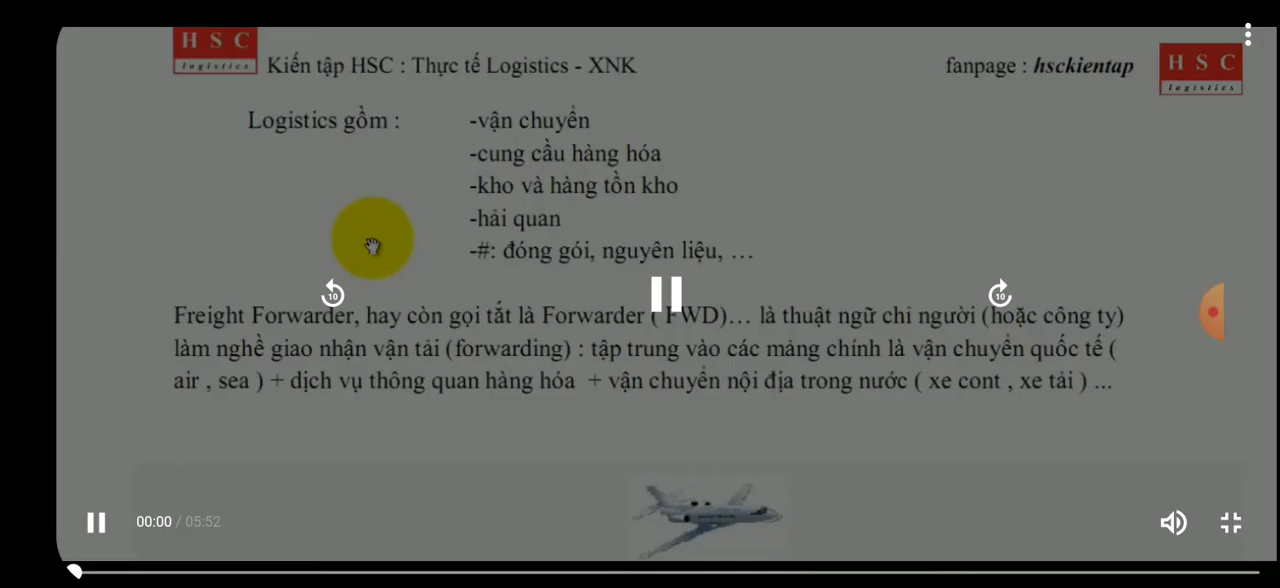 H S C
logistics
Kiến tập HSC : Thực tế Logistics - XNK
fanpage : hsckientap
H S C
logistics
Logistics gồm :
-vận chuyển
-cung cầu hàng hóa
-kho và hàng tồn kho
-hải quan
-#: đóng gói, nguyên liệu, …
10
10
Freight Forwarder, hay còn gọi tắt là Forwarder ( FWD)… là thuật ngữ chỉ người (hoặc công ty)
làm nghề giao nhận vận tải (forwarding) : tập trung vào các mảng chính là vận chuyển quốc tế (
air , sea ) + dịch vụ thông quan hàng hóa + vận chuyển nội địa trong nước ( xe cont , xe tải ) ...
00:00 / 05:52